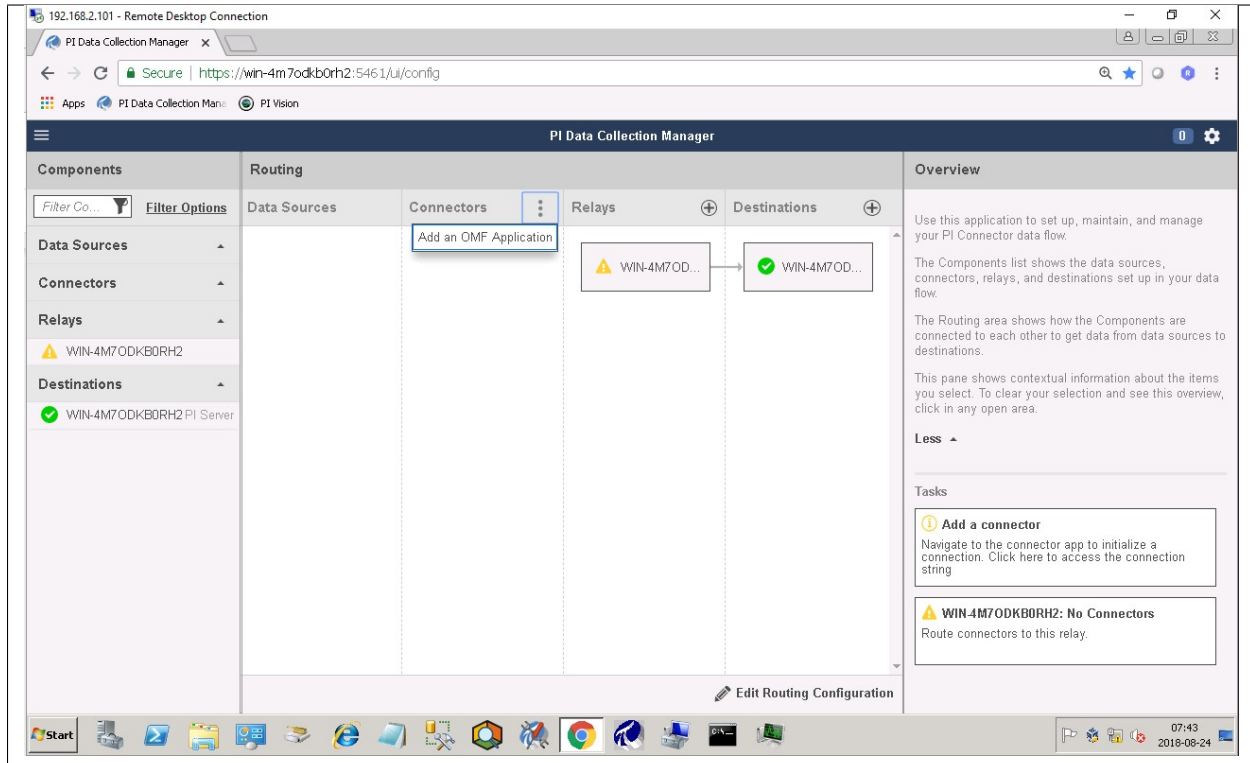 192.168.2.101 - Remote Desktop Connection
PI Data Collection Manager
Secure | https://win-4m7odkb0rh2:5461/ui/config
Apps PI Data Collection Mana PI Vision
PI Data Collection Manager
0
Components
Routing
Overview
Filter Co...
Filter Options
Data Sources
Connectors
Relays
Destinations
Add an OMF Application
Data Sources
Connectors
Relays
WIN-4M7ODKB0RH2
Destinations
WIN-4M7ODKB0RH2 PI Server
WIN-4M7OD...
WIN-4M7OD...
Use this application to set up, maintain, and manage
your PI Connector data flow.
The Components list shows the data sources,
connectors, relays, and destinations set up in your data
flow.
The Routing area shows how the Components are
connected to each other to get data from data sources to
destinations.
This pane shows contextual information about the items
you select. To clear your selection and see this overview,
click in any open area.
Less
Tasks
Add a connector
Navigate to the connector app to initialize a
connection. Click here to access the connection
string
WIN-4M7ODKB0RH2: No Connectors
Route connectors to this relay.
Edit Routing Configuration
Start
07:43
2018-08-24